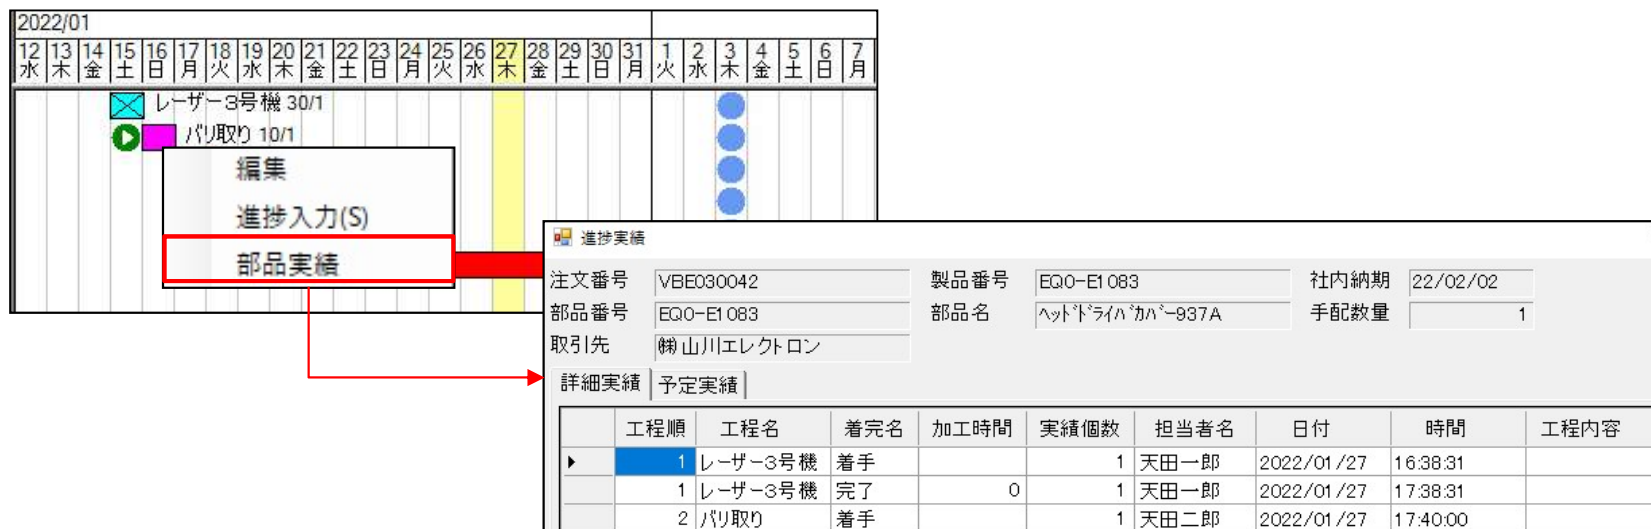 2022/01
12 13 14 15 16 17 18 19 20 21 22 23 24 25 26 27 28 29 30 31 1 2 3 4 5 6 7
水 木 金 土 日 月 火 水 木 金 土 日 月 火 水 木 金 土 日 月 火 水 木 金 土 日 月
レーザー3号機 30/1
バリ取り 10/1
編集
進捗入力(S)
部品実績
進捗実績
注文番号 VBE030042 製品番号 EQ0-E1083 社内納期 22/02/02
部品番号 EQ0-E1083 部品名 ﾍｯﾄﾞﾄﾞﾗｲﾊﾞｶﾊﾞｰ937A 手配数量 1
取引先 ㈱山川エレクトロン
詳細実績 予定実績
工程順 工程名 着完名 加工時間 実績個数 担当者名 日付 時間 工程内容
1 レーザー3号機 着手 1 天田一郎 2022/01/27 16:38:31
1 レーザー3号機 完了 0 1 天田一郎 2022/01/27 17:38:31
2 バリ取り 着手 1 天田二郎 2022/01/27 17:40:00